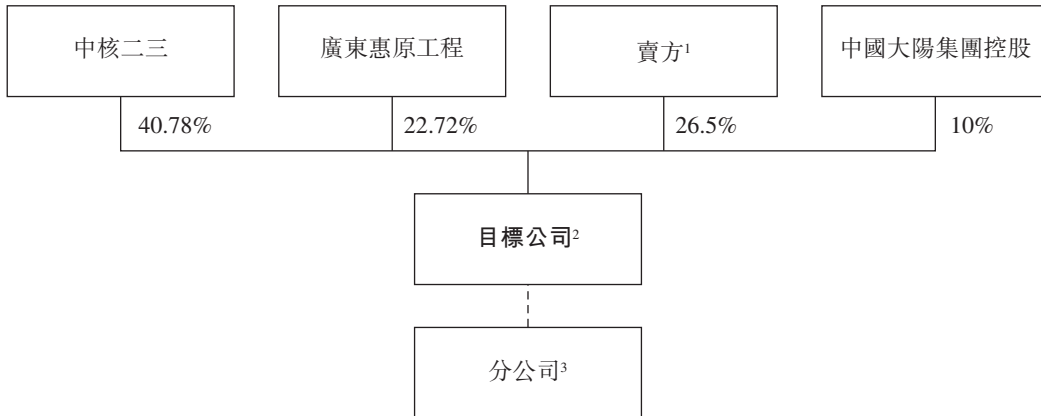 中核二三
廣東惠原工程
賣方¹
中國大陽集團控股
40.78%
22.72%
26.5%
10%
目標公司²
分公司³